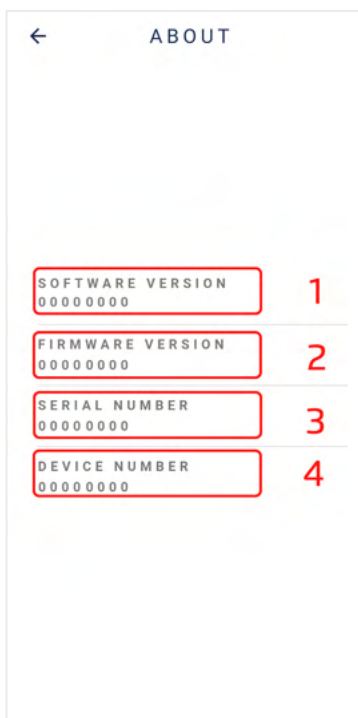 ABOUT
SOFTWARE VERSION 1
00000000
FIRMWARE VERSION 2
00000000
SERIAL NUMBER 3
00000000
DEVICE NUMBER 4
00000000